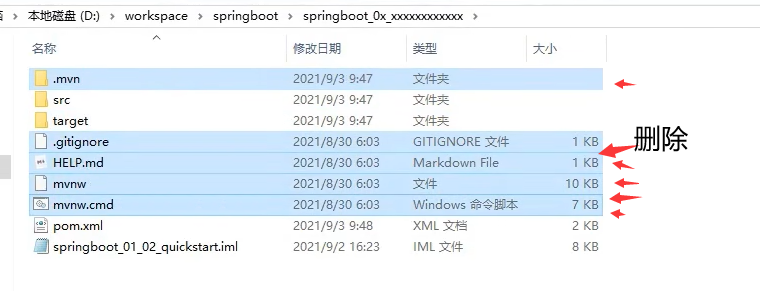 本地磁盘 (D:) › workspace › springboot › springboot_0x_xxxxxxxxxxxx ›
名称 修改日期 类型 大小
.mvn 2021/9/3 9:47 文件夹
src 2021/9/3 9:47 文件夹
target 2021/9/3 9:47 文件夹
.gitignore 2021/8/30 6:03 GITIGNORE 文件 1 KB
删除
HELP.md 2021/8/30 6:03 Markdown File 1 KB
mvnw 2021/8/30 6:03 文件 10 KB
mvnw.cmd 2021/8/30 6:03 Windows 命令脚本 7 KB
pom.xml 2021/9/3 9:48 XML 文档 2 KB
springboot_01_02_quickstart.iml 2021/9/2 16:23 IML 文件 8 KB